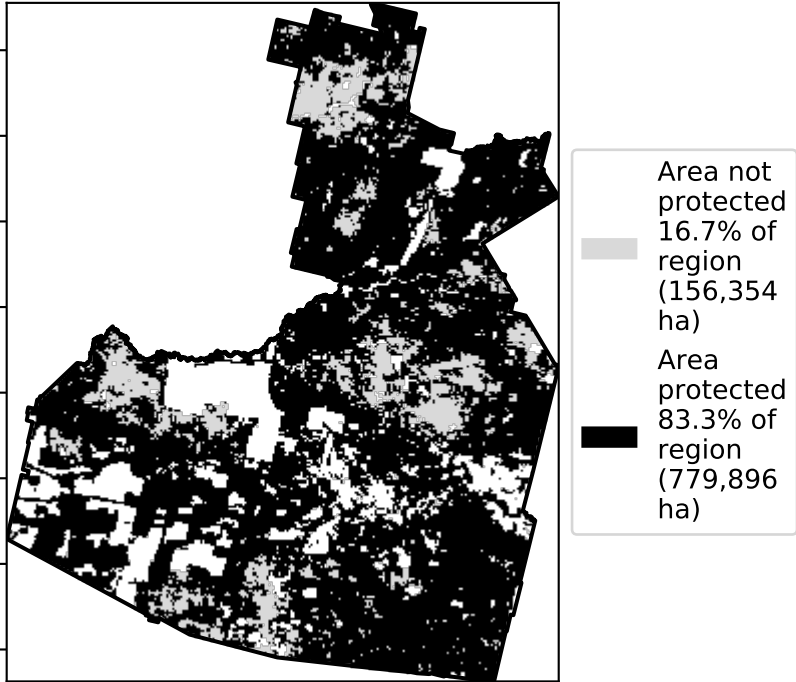 Area not
protected
16.7% of
region
(156,354
ha)
Area
protected
83.3% of
region
(779,896
ha)